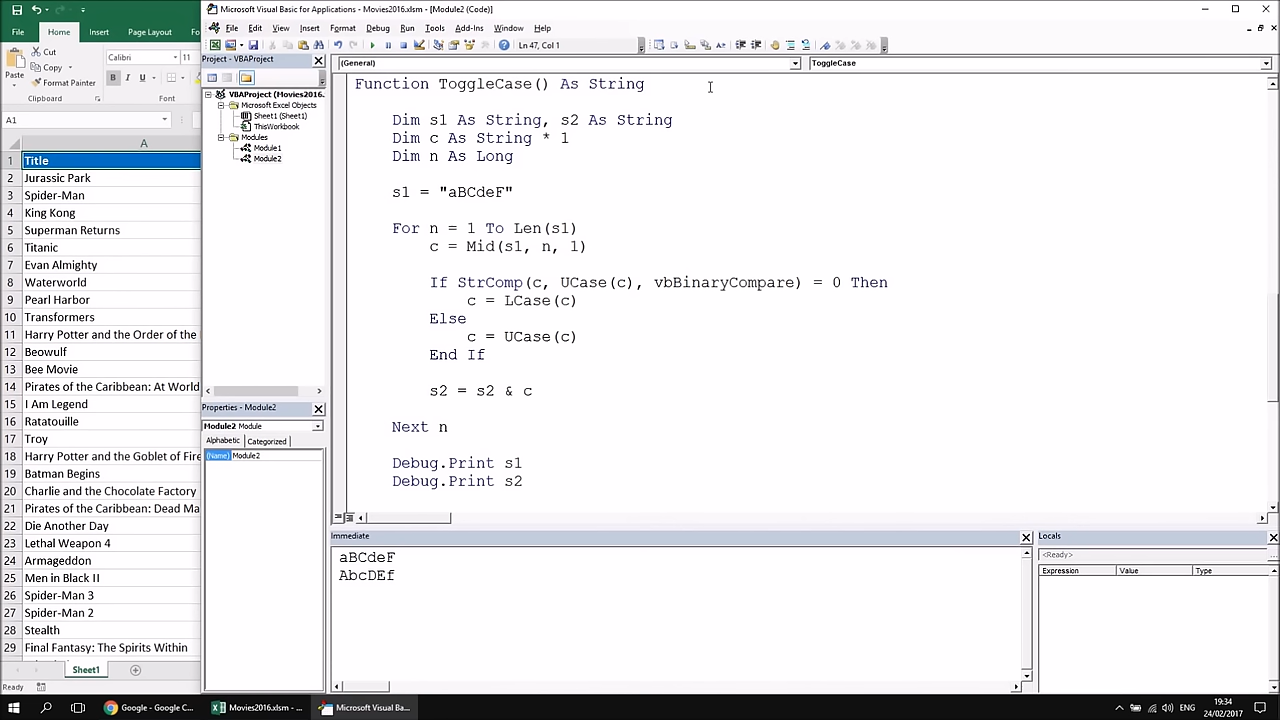 Microsoft Visual Basic for Applications - Movies2016.xlsm - [Module2 (Code)]
File Home Insert Page Layout Fo
File Edit View Insert Format Debug Run Tools Add-Ins Window Help
Cut
Copy
Format Painter
Paste
Calibri 11
B I U
Clipboard Font
Ln 47, Col 1
A1
A
1 Title
2 Jurassic Park
3 Spider-Man
4 King Kong
5 Superman Returns
6 Titanic
7 Evan Almighty
8 Waterworld
9 Pearl Harbor
10 Transformers
11 Harry Potter and the Order of the
12 Beowulf
13 Bee Movie
14 Pirates of the Caribbean: At World
15 I Am Legend
16 Ratatouille
17 Troy
18 Harry Potter and the Goblet of Fire
19 Batman Begins
20 Charlie and the Chocolate Factory
21 Pirates of the Caribbean: Dead Ma
22 Die Another Day
23 Lethal Weapon 4
24 Armageddon
25 Men in Black II
26 Spider-Man 3
27 Spider-Man 2
28 Stealth
29 Final Fantasy: The Spirits Within
Sheet1
Ready
Project - VBAProject
VBAProject (Movies2016.
Microsoft Excel Objects
Sheet1 (Sheet1)
ThisWorkbook
Modules
Module1
Module2
Properties - Module2
Module2 Module
Alphabetic Categorized
(Name) Module2
(General) ToggleCase
Function ToggleCase() As String
Dim s1 As String, s2 As String
Dim c As String * 1
Dim n As Long
s1 = "aBCdeF"
For n = 1 To Len(s1)
c = Mid(s1, n, 1)
If StrComp(c, UCase(c), vbBinaryCompare) = 0 Then
c = LCase(c)
Else
c = UCase(c)
End If
s2 = s2 & c
Next n
Debug.Print s1
Debug.Print s2
Immediate
aBCdeF
AbcDEf
Locals
<Ready>
Expression Value Type
Google - Google C...
Movies2016.xlsm - ...
Microsoft Visual Ba...
19:34
24/02/2017